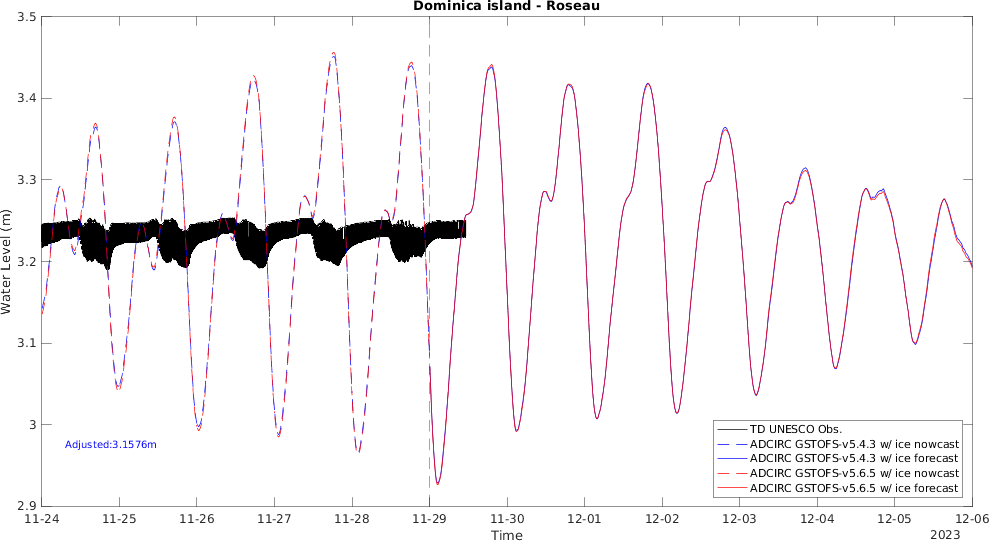 Dominica island - Roseau
3.5
3.4
3.3
3.2
3.1
3
2.9
Water Level (m)
Adjusted:3.1576m
TD UNESCO Obs.
ADCIRC GSTOFS-v5.4.3 w/ ice nowcast
ADCIRC GSTOFS-v5.4.3 w/ ice forecast
ADCIRC GSTOFS-v5.6.5 w/ ice nowcast
ADCIRC GSTOFS-v5.6.5 w/ ice forecast
11-24 11-25 11-26 11-27 11-28 11-29 11-30 12-01 12-02 12-03 12-04 12-05 12-06
Time
2023